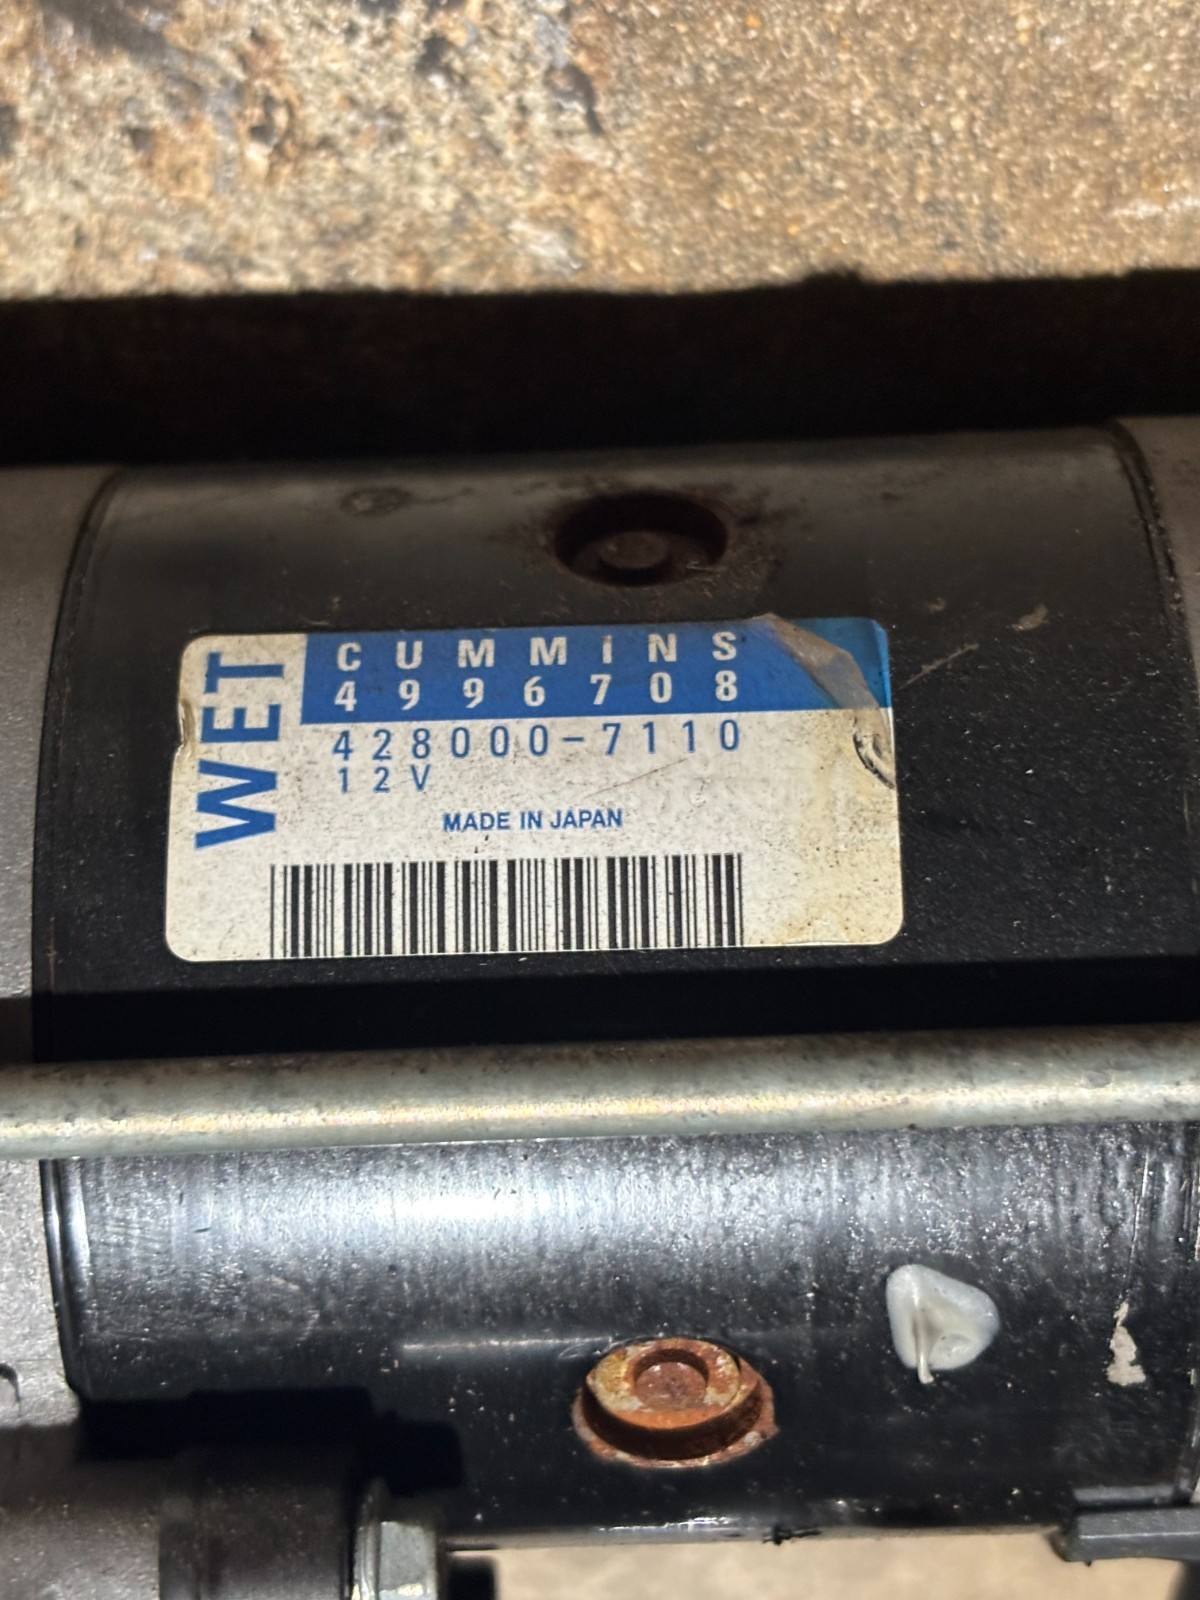 WET
CUMMINS
4996708
428000-7110
12V
MADE IN JAPAN